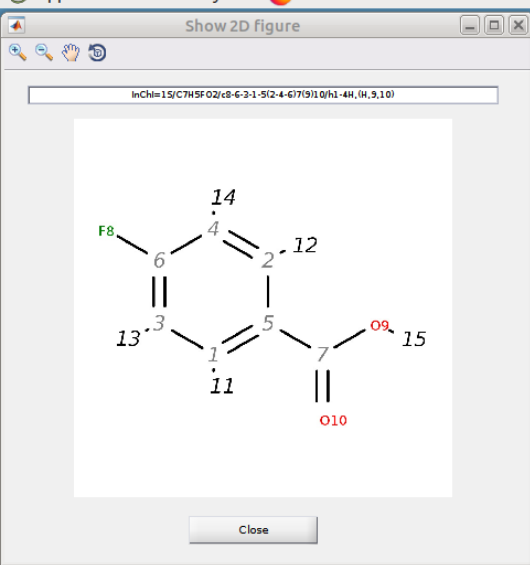 Show 2D figure
InChI=1S/C7H5FO2/c8-6-3-1-5(2-4-6)7(9)10/h1-4H,(H,9,10)
14
F8
4
12
6
2
3
5
O9
13
1
7
15
11
O10
Close